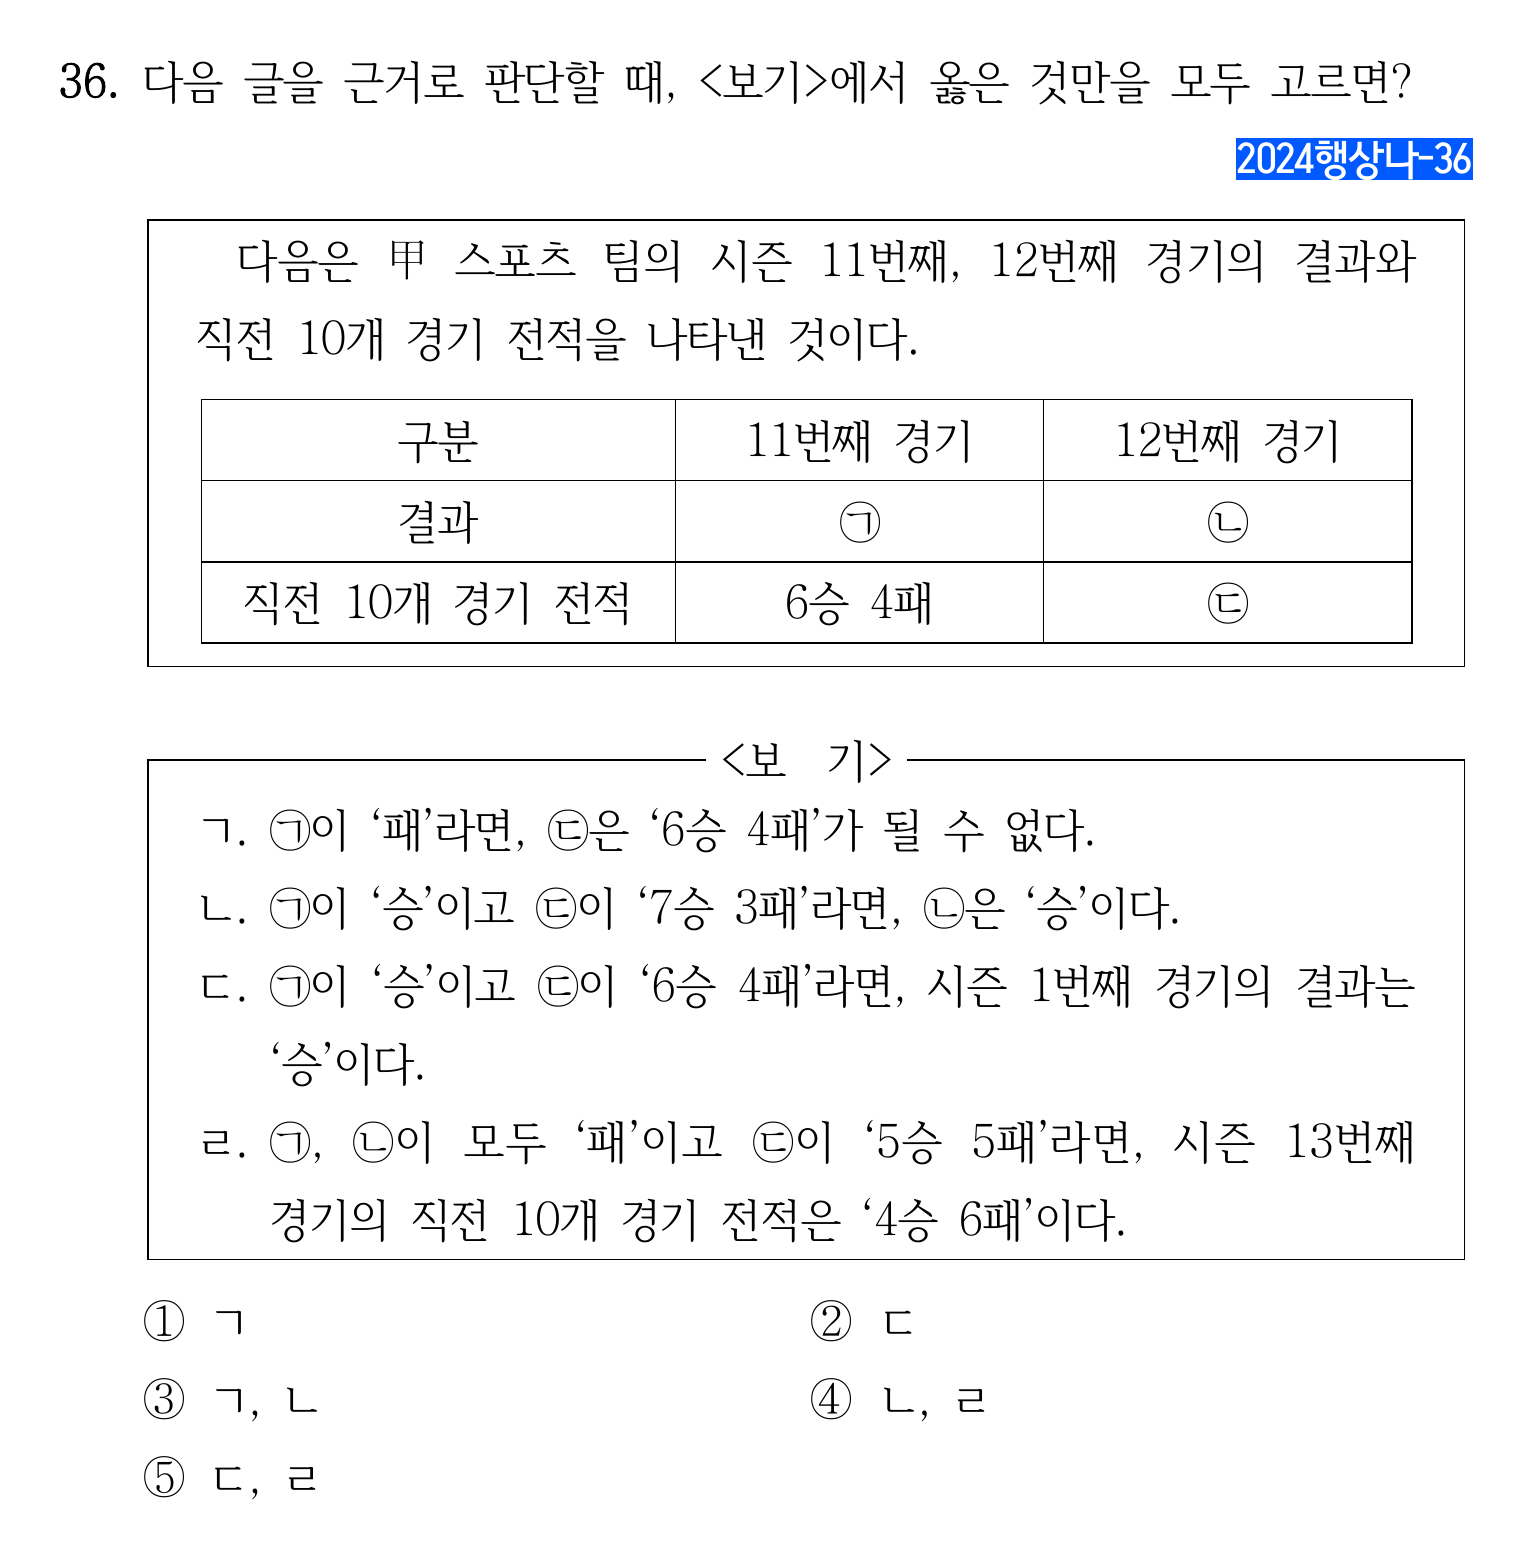 36. 다음 글을 근거로 판단할 때, <보기>에서 옳은 것만을 모두 고르면?
2024행상나-36
다음은 甲 스포츠 팀의 시즌 11번째, 12번째 경기의 결과와
직전 10개 경기 전적을 나타낸 것이다.
구분 11번째 경기 12번째 경기
결과 ㉠ ㉡
직전 10개 경기 전적 6승 4패 ㉢
<보 기>
ㄱ. ㉠이 ‘패’라면, ㉢은 ‘6승 4패’가 될 수 없다.
ㄴ. ㉠이 ‘승’이고 ㉢이 ‘7승 3패’라면, ㉡은 ‘승’이다.
ㄷ. ㉠이 ‘승’이고 ㉢이 ‘6승 4패’라면, 시즌 1번째 경기의 결과는
‘승’이다.
ㄹ. ㉠, ㉡이 모두 ‘패’이고 ㉢이 ‘5승 5패’라면, 시즌 13번째
경기의 직전 10개 경기 전적은 ‘4승 6패’이다.
① ㄱ ② ㄷ
③ ㄱ, ㄴ ④ ㄴ, ㄹ
⑤ ㄷ, ㄹ